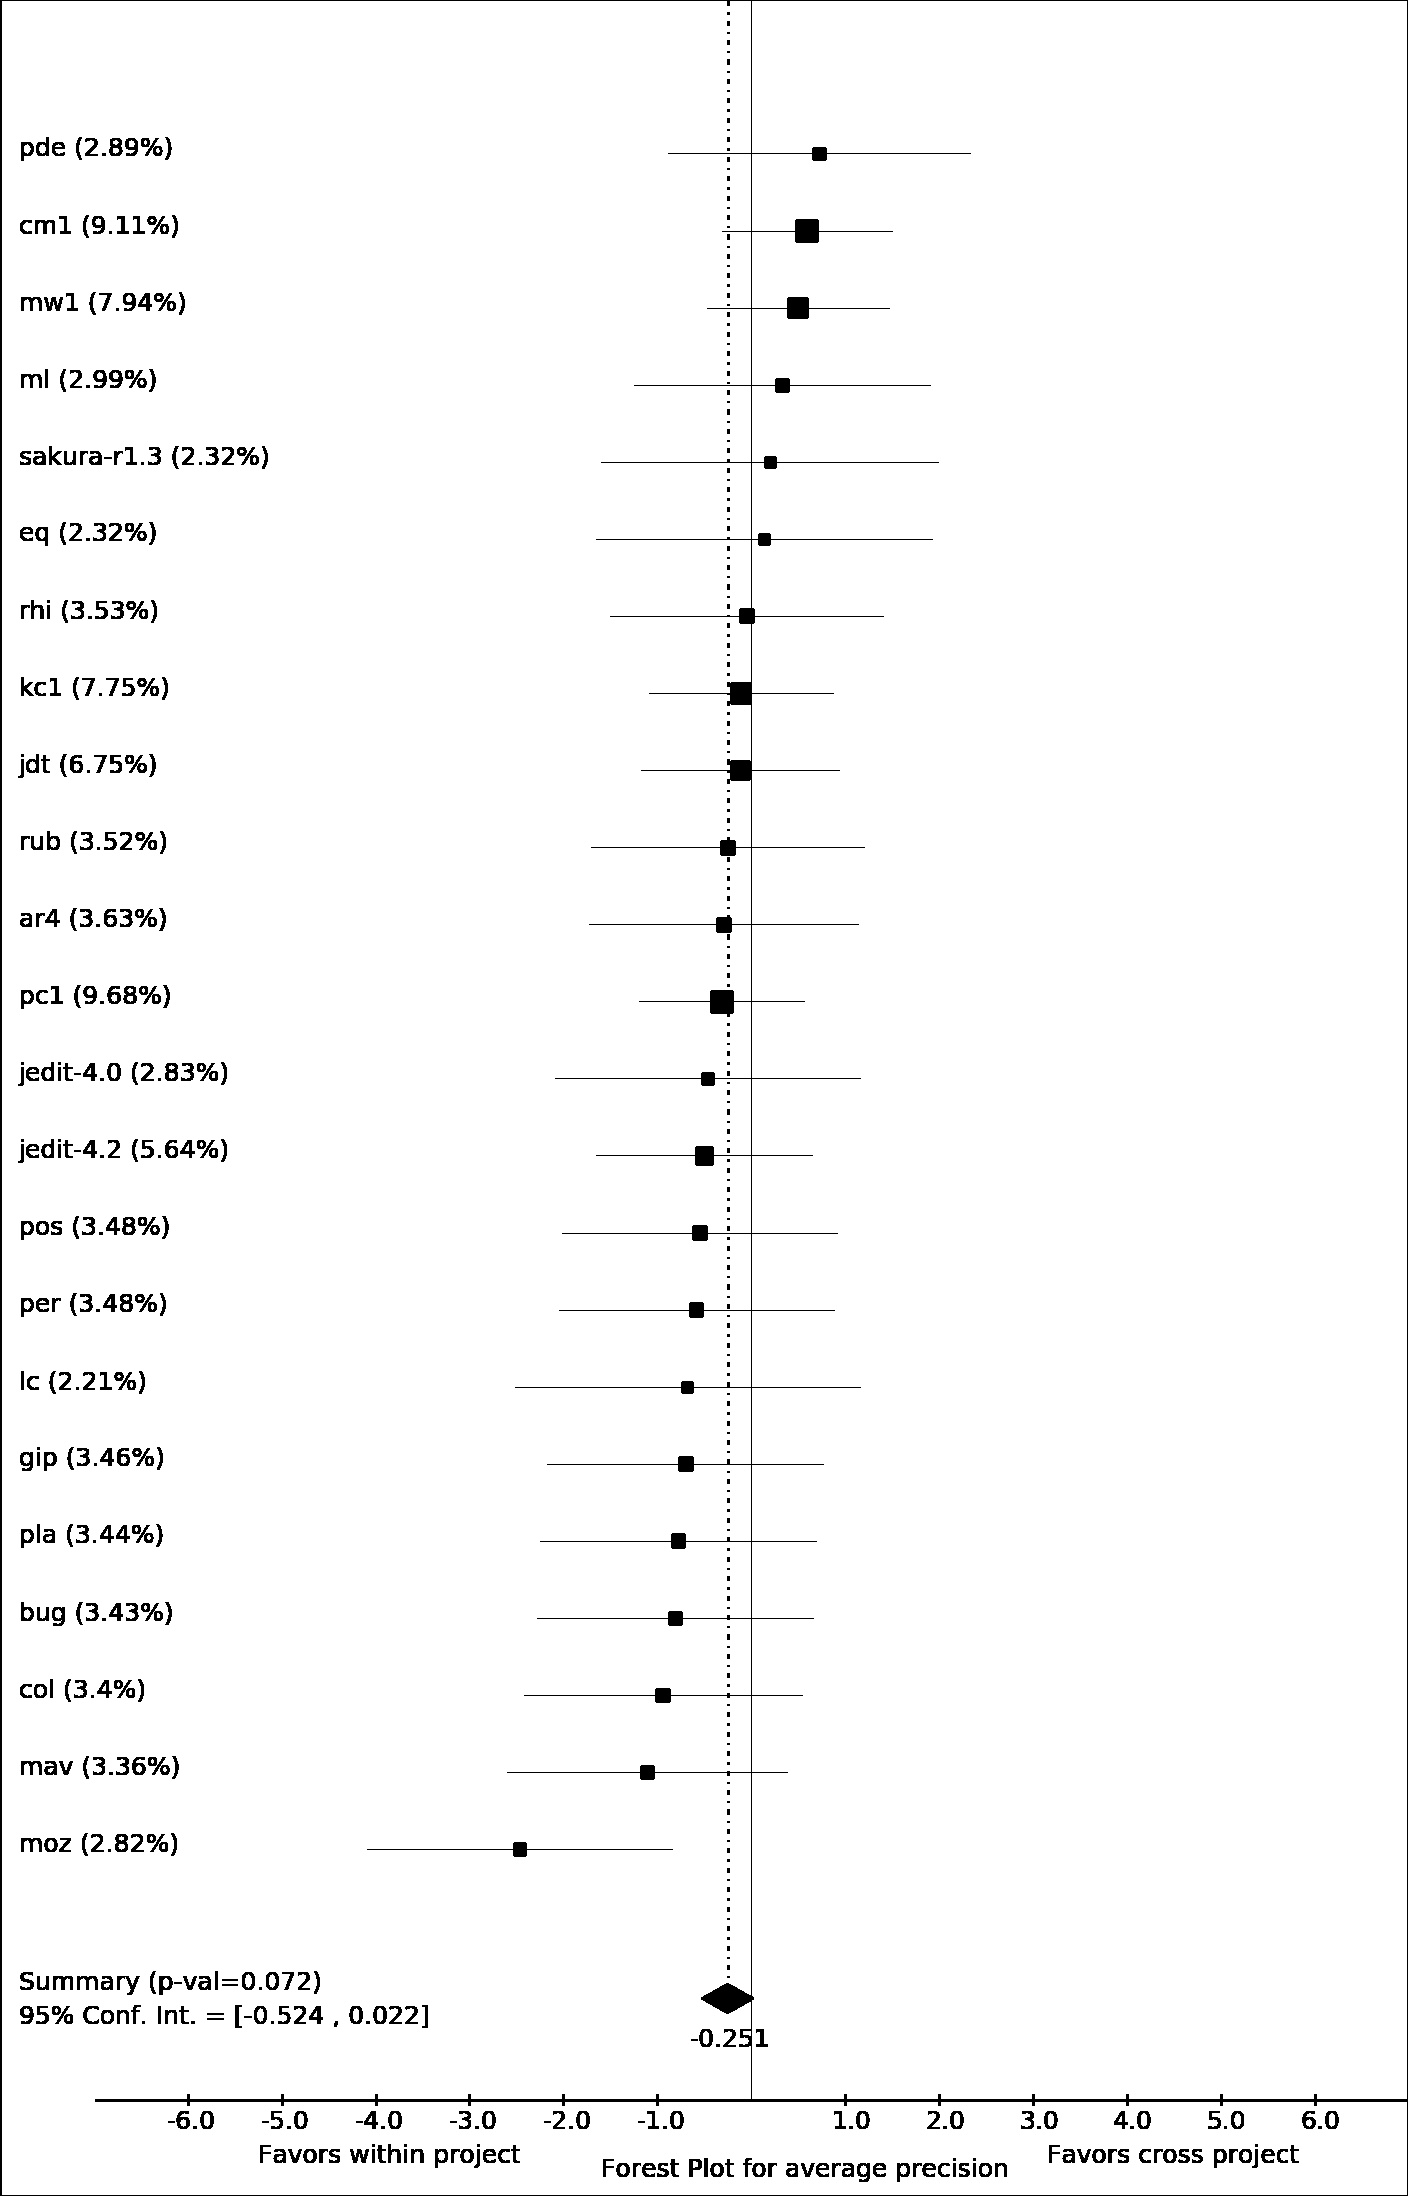 pde (2.89%)
cm1 (9.11%)
mw1 (7.94%)
ml (2.99%)
sakura-r1.3 (2.32%)
eq (2.32%)
rhi (3.53%)
kc1 (7.75%)
jdt (6.75%)
rub (3.52%)
ar4 (3.63%)
pc1 (9.68%)
jedit-4.0 (2.83%)
jedit-4.2 (5.64%)
pos (3.48%)
per (3.48%)
lc (2.21%)
gip (3.46%)
pla (3.44%)
bug (3.43%)
col (3.4%)
mav (3.36%)
moz (2.82%)
Summary (p-val=0.072)
95% Conf. Int. = [-0.524 , 0.022]
-0.251
-6.0 -5.0 -4.0 -3.0 -2.0 -1.0 1.0 2.0 3.0 4.0 5.0 6.0
Favors within project
Favors cross project
Forest Plot for average precision